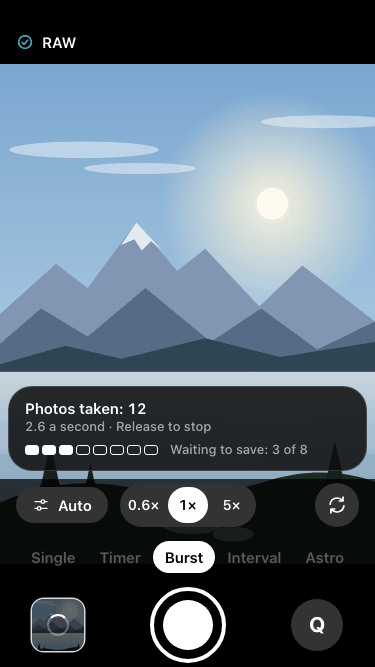 RAW
Photos taken: 12
2.6 a second · Release to stop
Waiting to save: 3 of 8
Auto
0.6× 1× 5×
Single Timer Burst Interval Astro
Q